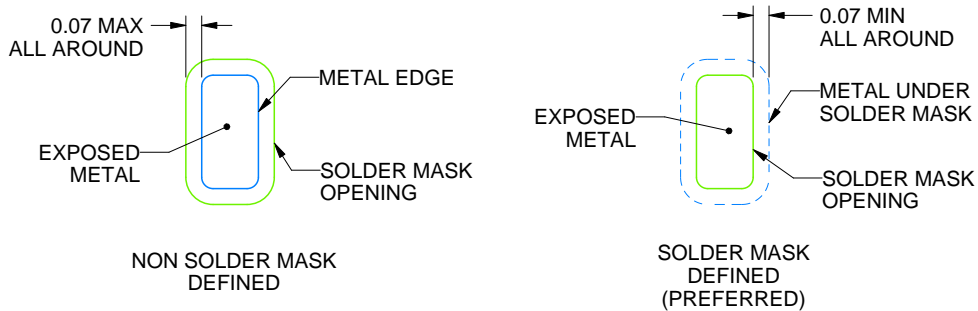 0.07 MAX
ALL AROUND
METAL EDGE
EXPOSED
METAL
SOLDER MASK
OPENING
NON SOLDER MASK
DEFINED
0.07 MIN
ALL AROUND
METAL UNDER
SOLDER MASK
EXPOSED
METAL
SOLDER MASK
OPENING
SOLDER MASK
DEFINED
(PREFERRED)